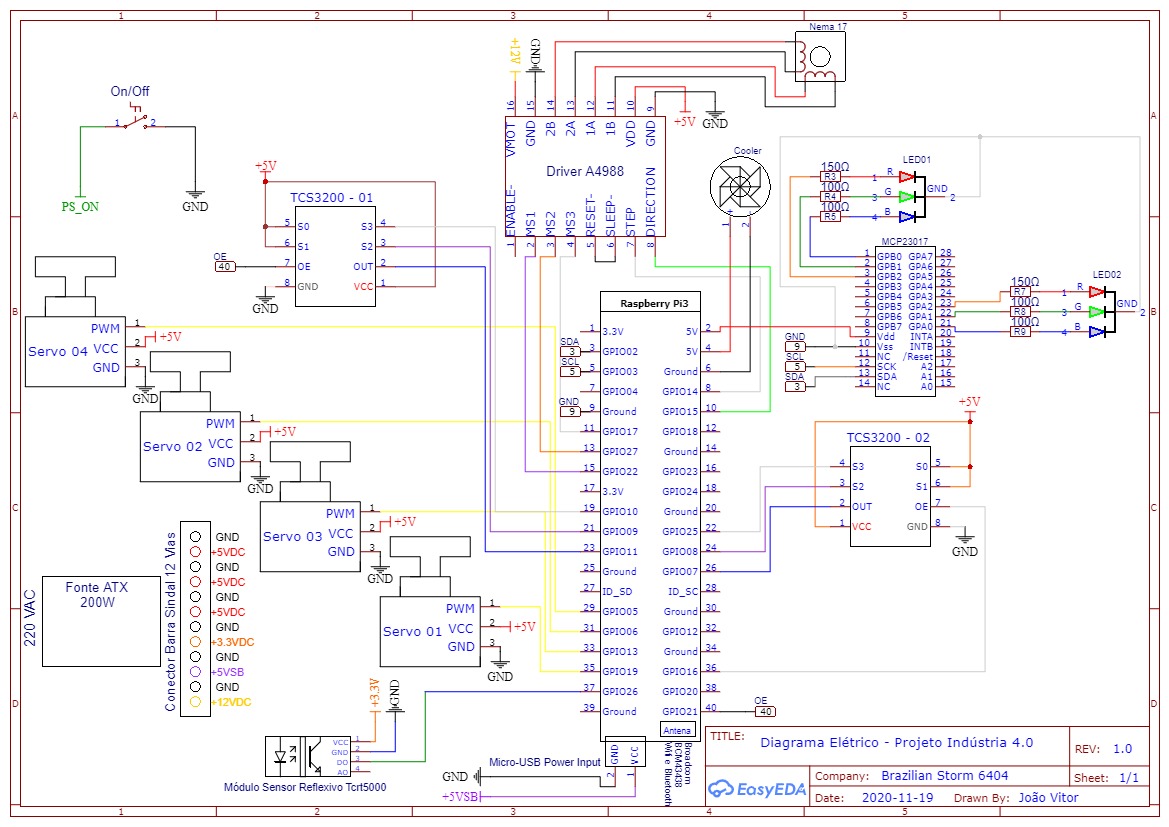 1 2 3 4 5
A
B
C
D
On/Off
1 2
PS_ON
GND
+5V
TCS3200 - 01
5 S0 S3 4
6 S1 S2 3
7 OE OUT 2
8 GND VCC 1
OE
40
GND
+12V
GND
16 15 14 13 12 11 10 9
VMOT GND 2B 2A 1A 1B VDD GND
Driver A4988
ENABLE- MS1 MS2 MS3 RESET- SLEEP- STEP DIRECTION
1 2 3 4 5 6 7 8
+5V
GND
Nema 17
Cooler
+ -
1 2
150Ω
R3
100Ω
R4
100Ω
R5
LED01
1 R
3 G
4 B
GND
2
MCP23017
1 GPB0 GPA7 28
2 GPB1 GPA6 27
3 GPB2 GPA5 26
4 GPB3 GPA4 25
5 GPB4 GPA3 24
6 GPB5 GPA2 23
7 GPB6 GPA1 22
8 GPB7 GPA0 21
9 Vdd INTA 20
10 Vss INTB 19
11 NC /Reset 18
12 SCK A2 17
13 SDA A1 16
14 NC A0 15
GND
9
SCL
5
SDA
3
150Ω
R7
100Ω
R8
100Ω
R9
LED02
1 R
3 G
4 B
GND
2
Servo 04
PWM 1
VCC 2
GND 3
+5V
GND
Servo 02
PWM 1
VCC 2
GND 3
+5V
GND
Servo 03
PWM 1
VCC 2
GND 3
+5V
GND
Servo 01
PWM 1
VCC 2
GND 3
+5V
GND
Raspberry Pi3
1 3.3V 5V 2
3 GPIO02 5V 4
5 GPIO03 Ground 6
7 GPIO04 GPIO14 8
9 Ground GPIO15 10
11 GPIO17 GPIO18 12
13 GPIO27 Ground 14
15 GPIO22 GPIO23 16
17 3.3V GPIO24 18
19 GPIO10 Ground 20
21 GPIO09 GPIO25 22
23 GPIO11 GPIO08 24
25 Ground GPIO07 26
27 ID_SD ID_SC 28
29 GPIO05 Ground 30
31 GPIO06 GPIO12 32
33 GPIO13 Ground 34
35 GPIO19 GPIO16 36
37 GPIO26 GPIO20 38
39 Ground GPIO21 40
SDA
3
SCL
5
GND
9
OE
40
Antena
Broadcom
BCM43438
Wifi e Bluetooth
GND VCC
2 1
Micro-USB Power Input
GND
+5VSB
+5V
TCS3200 - 02
4 S3 S0 5
3 S2 S1 6
2 OUT OE 7
1 VCC GND 8
GND
220 VAC
Fonte ATX
200W
Conector Barra Sindal 12 Vias
GND
+5VDC
GND
+5VDC
GND
+5VDC
GND
+3.3VDC
GND
+5VSB
GND
+12VDC
+3.3V
GND
VCC 1
GND 2
DO 3
AO 4
Módulo Sensor Reflexivo Tcrt5000
TITLE:
Diagrama Elétrico - Projeto Indústria 4.0
REV: 1.0
EasyEDA
Company: Brazilian Storm 6404
Sheet: 1/1
Date: 2020-11-19 Drawn By: João Vitor
A
B
C
D
1 2 3 4 5